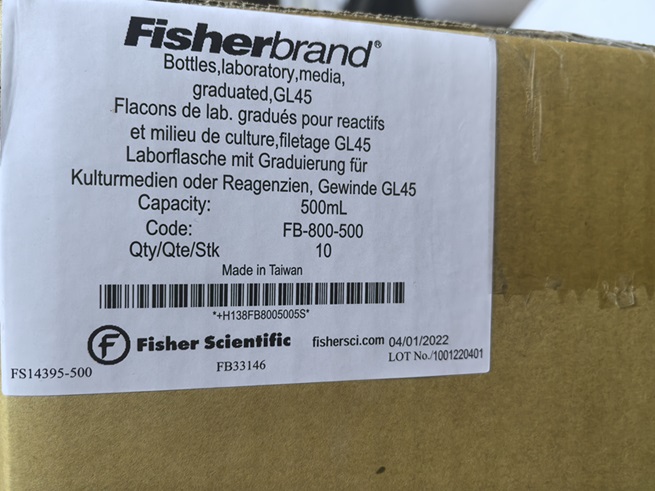 Fisherbrand®
Bottles,laboratory,media,
graduated,GL45
Flacons de lab. gradués pour reactifs
et milieu de culture,filetage GL45
Laborflasche mit Graduierung für
Kulturmedien oder Reagenzien, Gewinde GL45
Capacity: 500mL
Code: FB-800-500
Qty/Qte/Stk 10
Made in Taiwan
*+H138FB8005005S*
f Fisher Scientific fishersci.com 04/01/2022
LOT No./1001220401
FS14395-500 FB33146